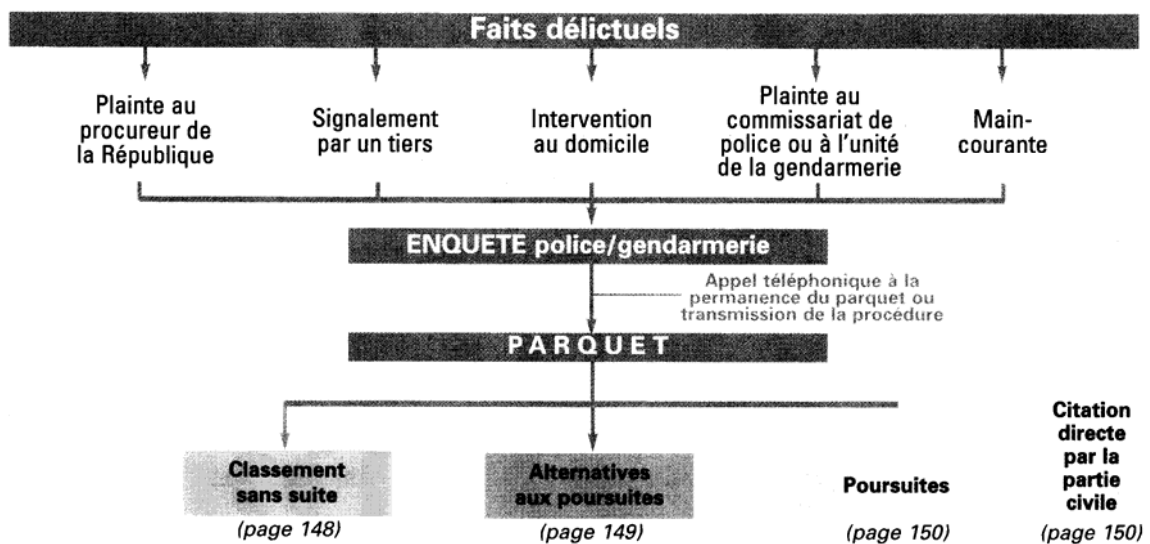 Faits délictuels
Plainte au
procureur de
la République
Signalement
par un tiers
Intervention
au domicile
Plainte au
commissariat de
police ou à l'unité
de la gendarmerie
Main-
courante
ENQUETE police/gendarmerie
Appel téléphonique à la
permanence du parquet ou
transmission de la procédure
PARQUET
Classement
sans suite
(page 148)
Alternatives
aux poursuites
(page 149)
Poursuites
(page 150)
Citation
directe
par la
partie
civile
(page 150)